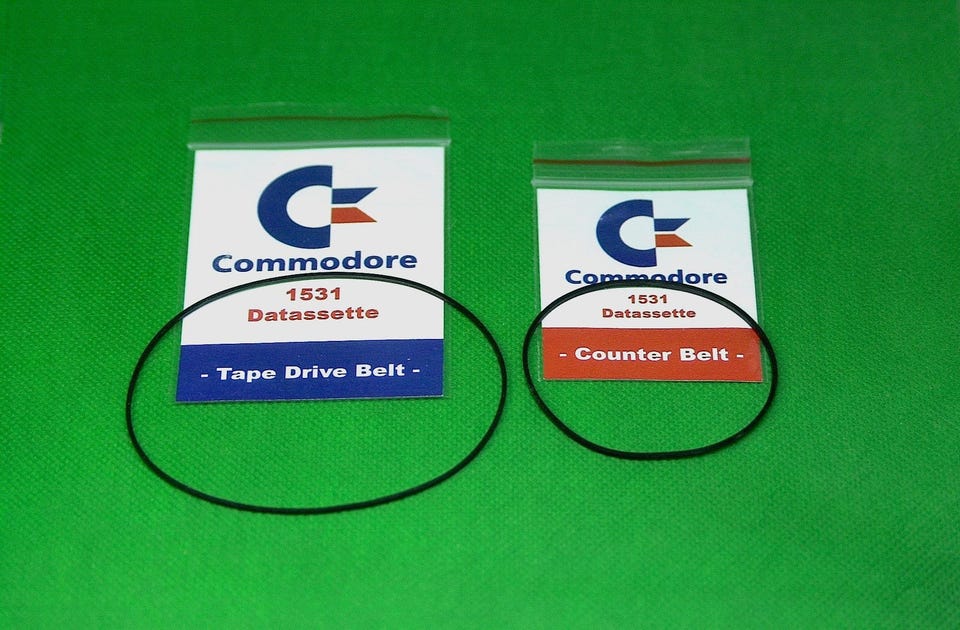 Commodore
1531
Datassette
- Tape Drive Belt -
Commodore
1531
Datassette
- Counter Belt -